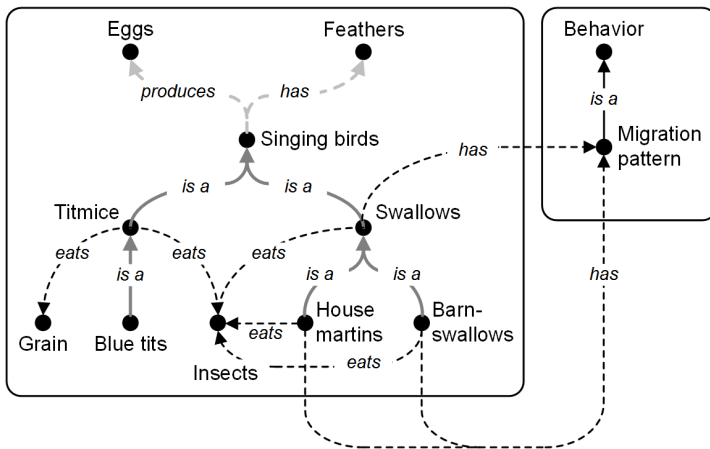 Eggs
Feathers
Behavior
produces
has
is a
Singing birds
has
Migration
pattern
is a
is a
Titmice
Swallows
eats
eats
eats
is a
is a
is a
has
House
martins
Barn-
swallows
eats
Grain
Blue tits
Insects
eats